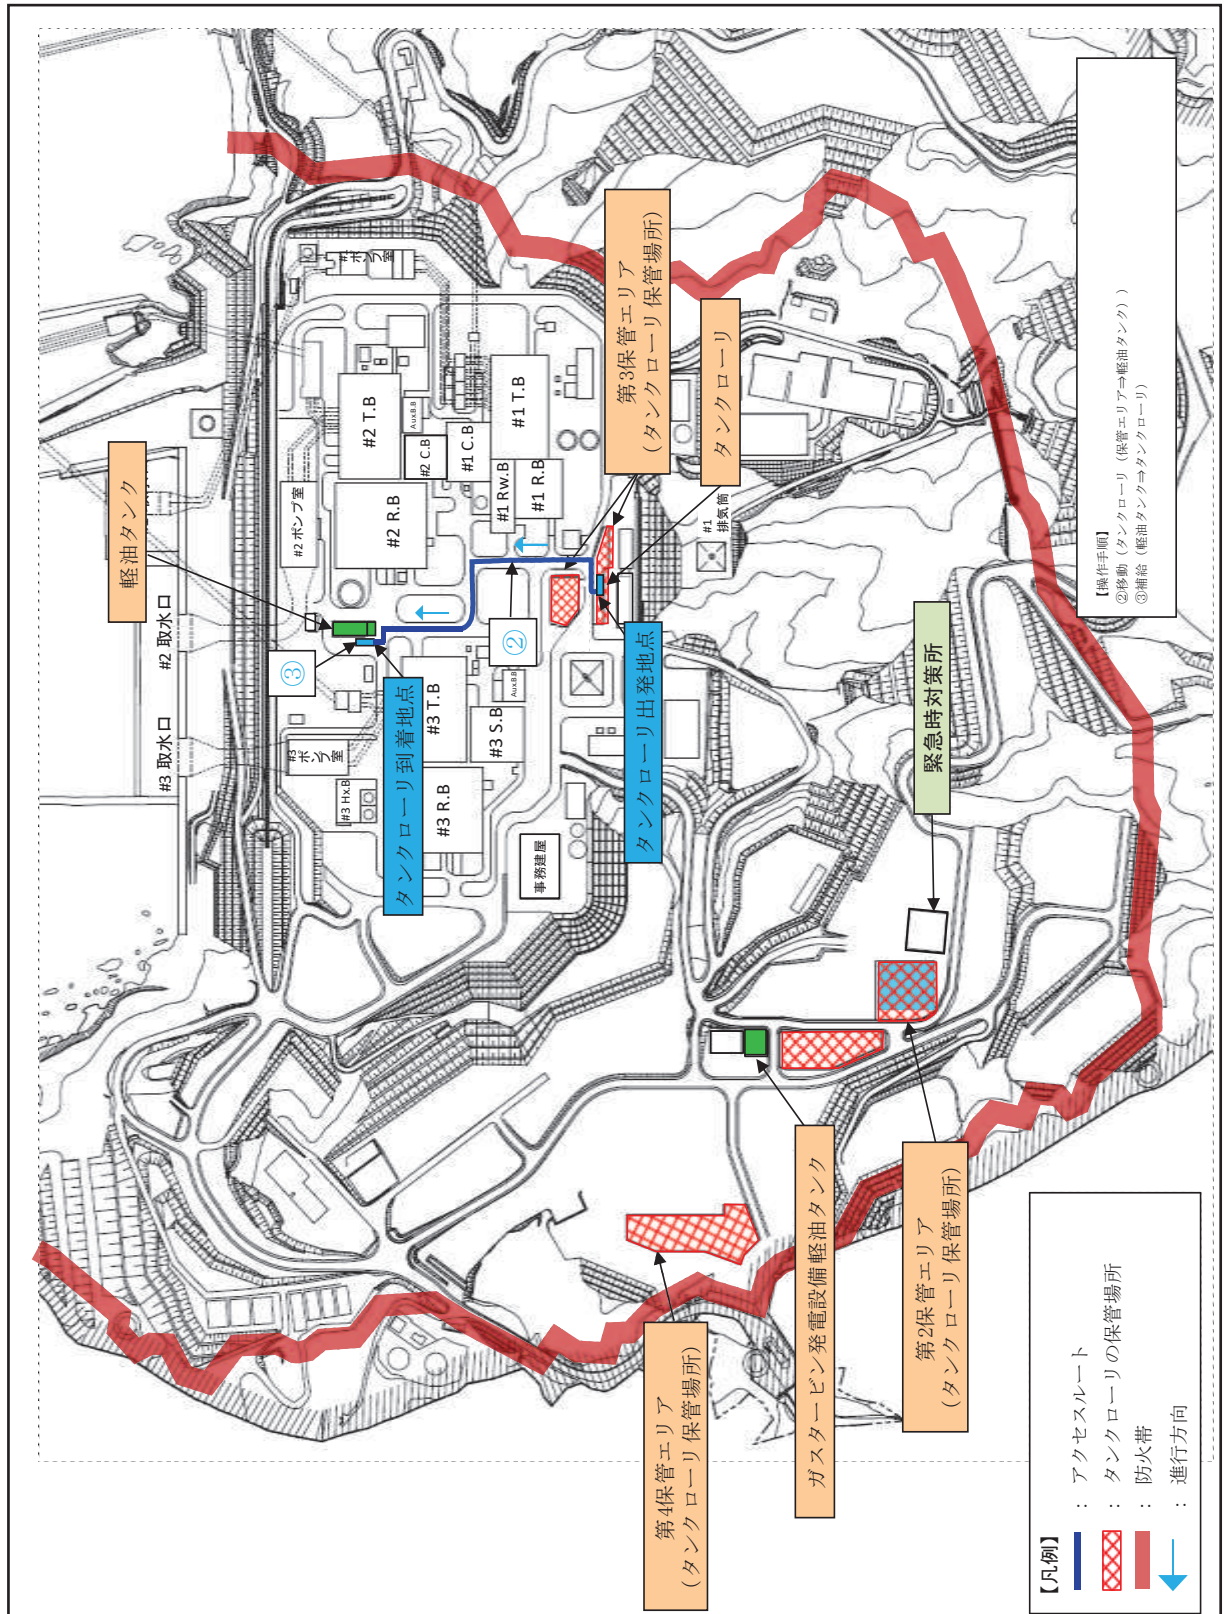 #3 取水口
#2 取水口
軽油タンク
#1
ポンプ室
#2 ポンプ室
#3
ポンプ室
③
#3 Hx.B
#2 T.B
Aux.B.B
#2 C.B
#1 C.B
#1 T.B
#2 R.B
#1 Rw.B
#1 R.B
タンクローリ到着地点
#3 T.B
Aux.B.B
#3 S.B
#3 R.B
②
事務建屋
第3保管エリア
(タンクローリ保管場所)
タンクローリ
タンクローリ出発地点
#1
排気筒
緊急時対策所
第4保管エリア
(タンクローリ保管場所)
ガスタービン発電設備軽油タンク
第2保管エリア
(タンクローリ保管場所)
【操作手順】
②移動（タンクローリ（保管エリア⇒軽油タンク））
③補給（軽油タンク⇒タンクローリ）
【凡例】
：アクセスルート
：タンクローリの保管場所
：防火帯
：進行方向